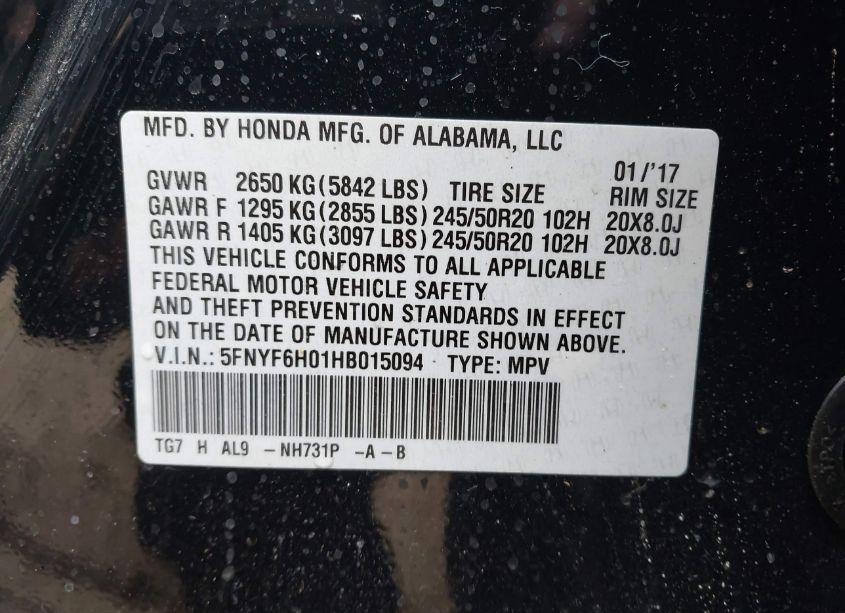 MFD. BY HONDA MFG. OF ALABAMA, LLC
01/'17
GVWR 2650 KG (5842 LBS) TIRE SIZE RIM SIZE
GAWR F 1295 KG (2855 LBS) 245/50R20 102H 20X8.0J
GAWR R 1405 KG (3097 LBS) 245/50R20 102H 20X8.0J
THIS VEHICLE CONFORMS TO ALL APPLICABLE
FEDERAL MOTOR VEHICLE SAFETY
AND THEFT PREVENTION STANDARDS IN EFFECT
ON THE DATE OF MANUFACTURE SHOWN ABOVE.
V.I.N.: 5FNYF6H01HB015094 TYPE: MPV
TG7 H AL9 -NH731P -A-B